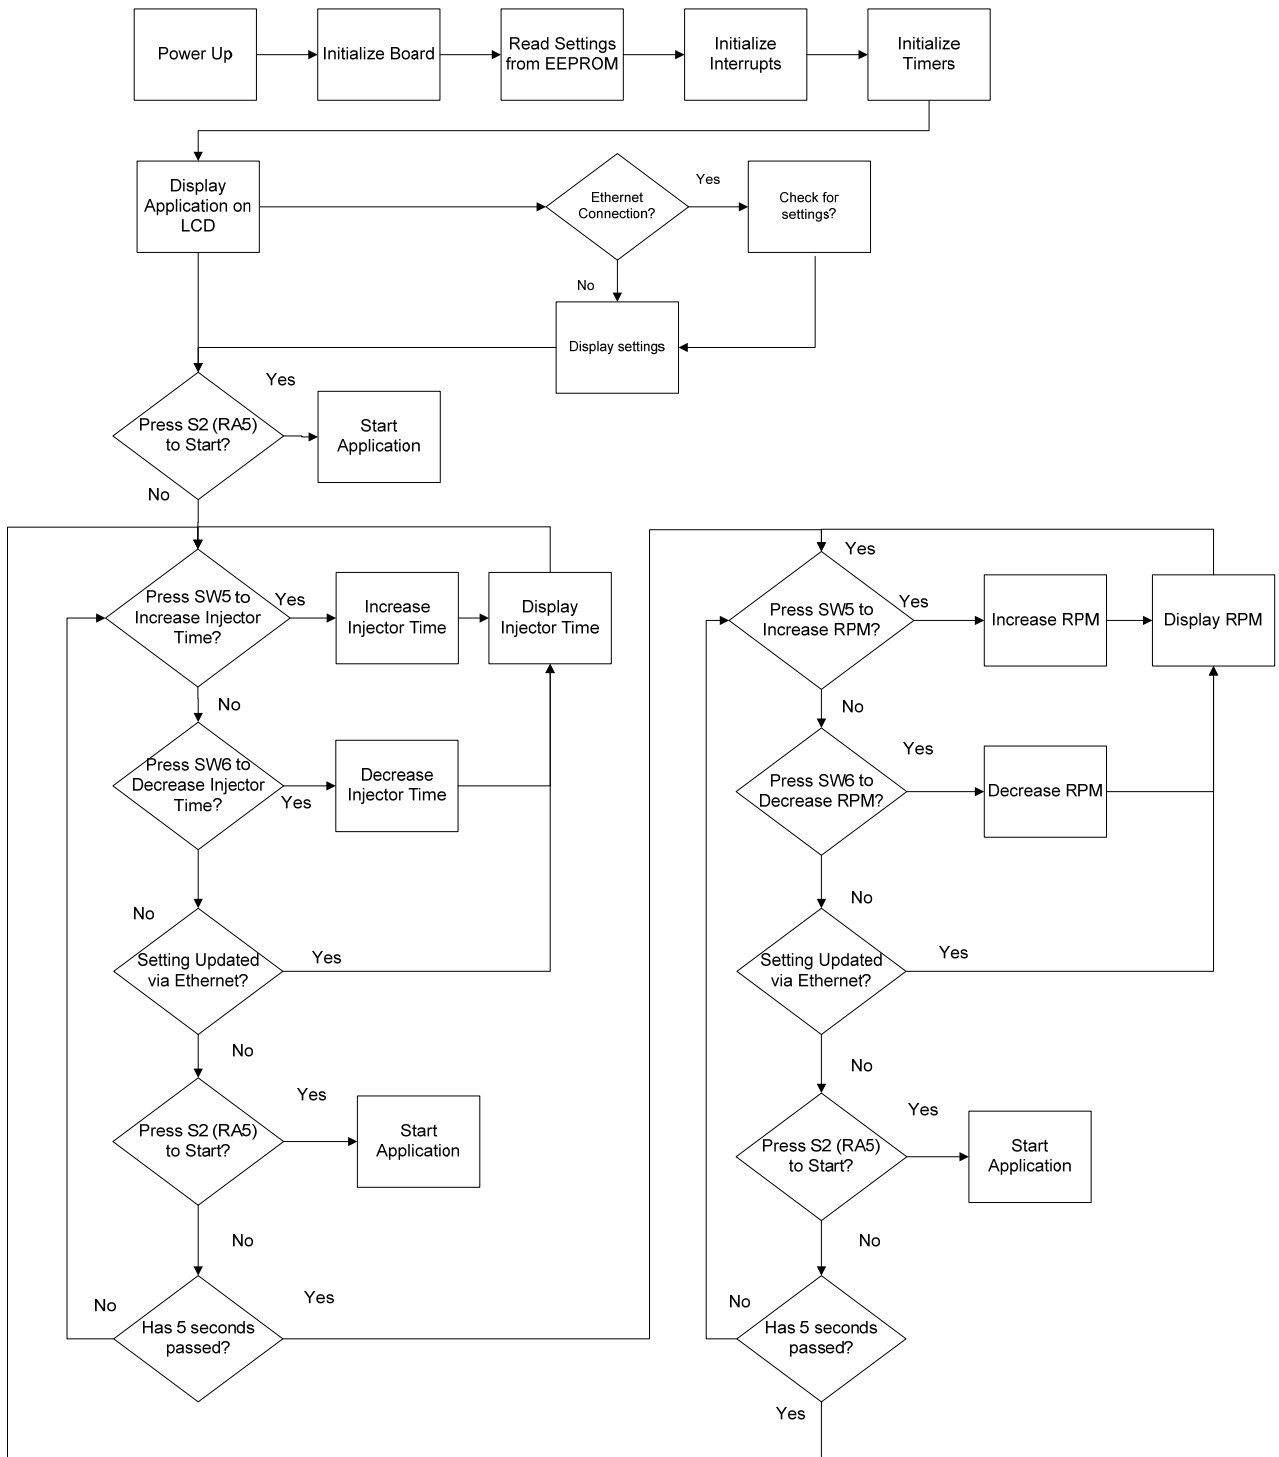 Power Up
Initialize Board
Read Settings
from EEPROM
Initialize
Interrupts
Initialize
Timers
Display
Application on
LCD
Ethernet
Connection?
Yes
Check for
settings?
No
Display settings
Yes
Press S2 (RA5)
to Start?
Start
Application
No
Press SW5 to
Increase Injector
Time?
Yes
Increase
Injector Time
Display
Injector Time
No
Press SW6 to
Decrease Injector
Time?
Yes
Decrease
Injector Time
No
Setting Updated
via Ethernet?
Yes
No
Yes
Press S2 (RA5)
to Start?
Start
Application
No
Yes
No
Has 5 seconds
passed?
Yes
Press SW5 to
Increase RPM?
Yes
Increase RPM
Display RPM
No
Yes
Press SW6 to
Decrease RPM?
Decrease RPM
No
Setting Updated
via Ethernet?
Yes
No
Yes
Press S2 (RA5)
to Start?
Start
Application
No
No
Has 5 seconds
passed?
Yes